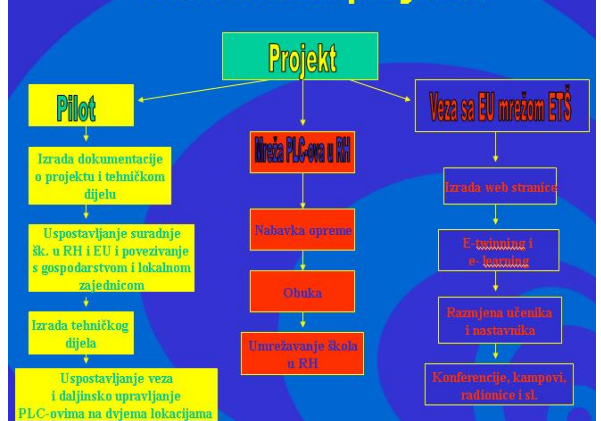 Projekt
Pilot
Izrada dokumentacije
o projektu i tehničkom
dijelu
Uspostavljanje suradnje
šk. u RH i EU i povezivanje
s gospodarstvom i lokalnom
zajednicom
Izrada tehničkog
dijela
Uspostavljanje veza
i daljinsko upravljanje
PLC-ovima na dvjema lokacijama
Mreža PLC-ova u RH
Nabavka opreme
Obuka
Umrežavanje škola
u RH
Veza sa EU mrežom ETŠ
Izrada web stranice
E-twinning i
e- learning
Razmjena učenika
i nastavnika
Konferencije, kampovi,
radionice i sl.